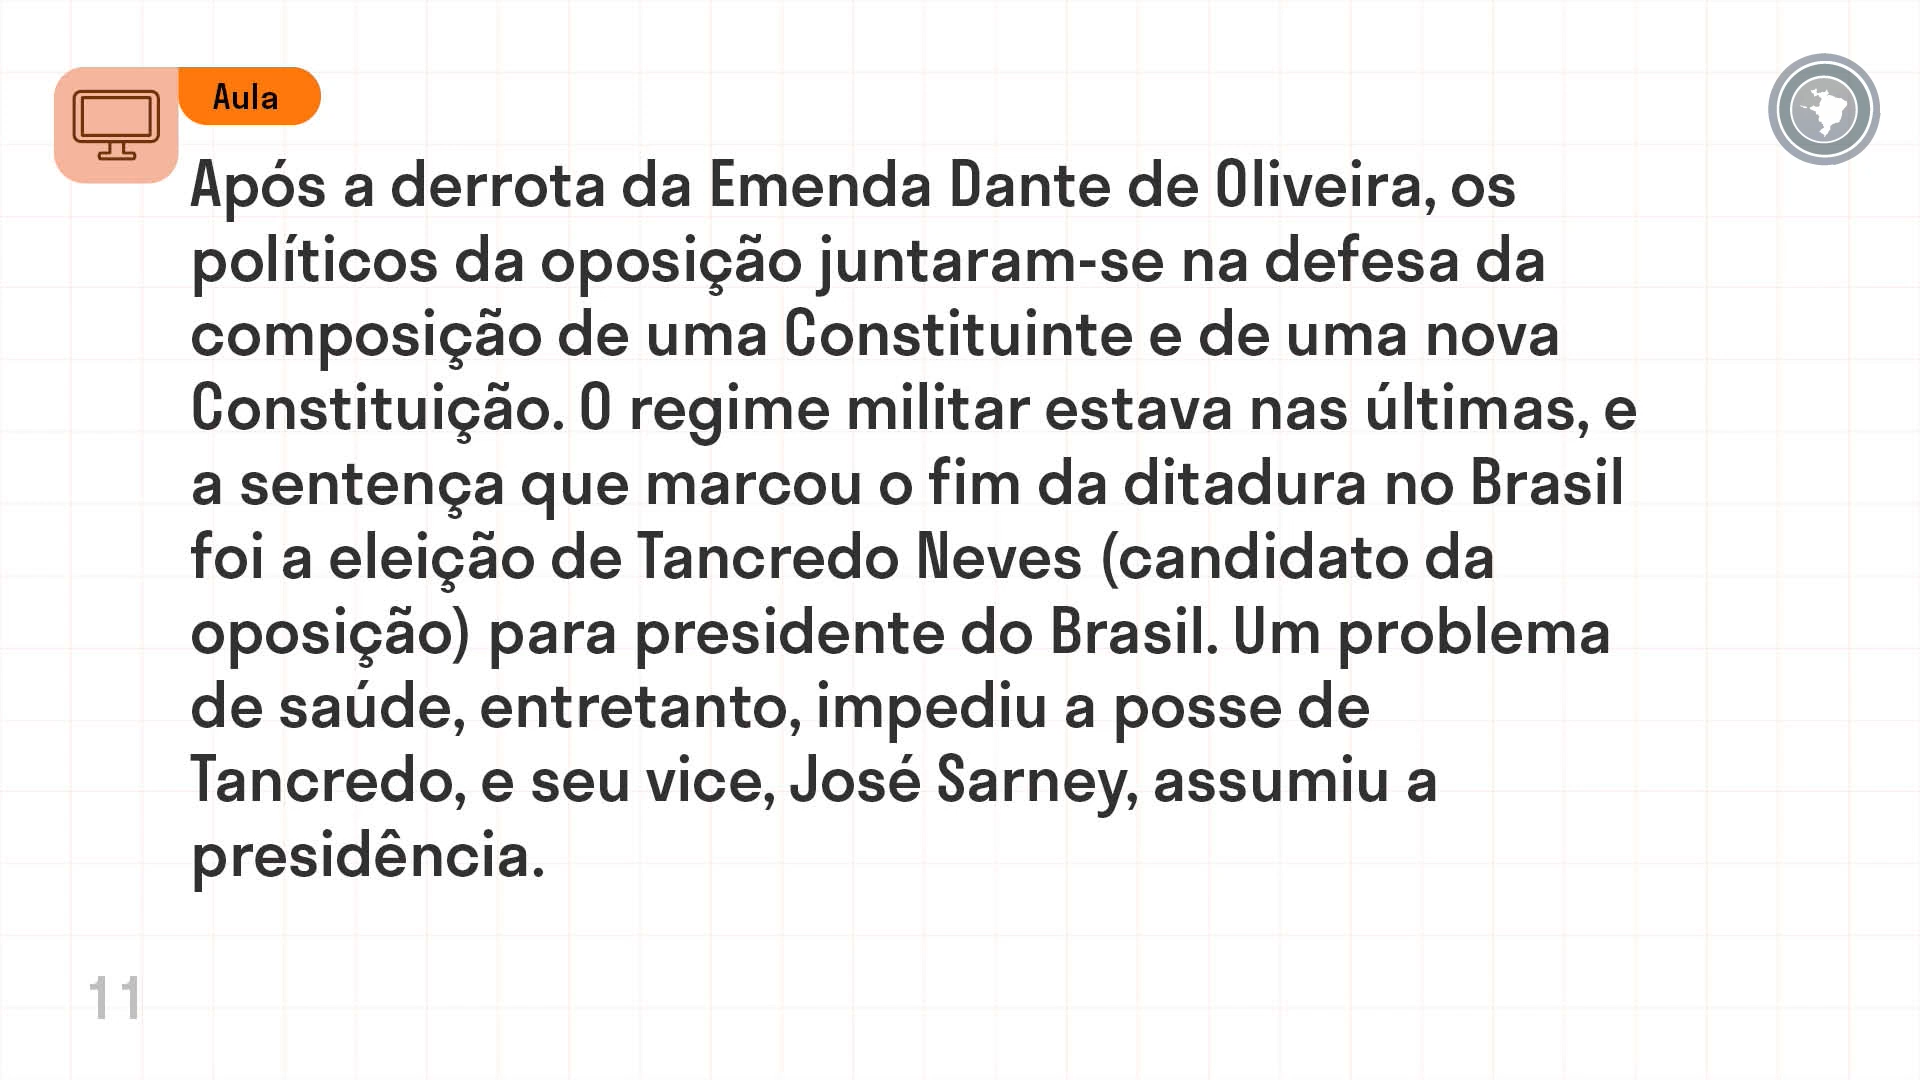 Aula
Após a derrota da Emenda Dante de Oliveira, os
políticos da oposição juntaram-se na defesa da
composição de uma Constituinte e de uma nova
Constituição. O regime militar estava nas últimas, e
a sentença que marcou o fim da ditadura no Brasil
foi a eleição de Tancredo Neves (candidato da
oposição) para presidente do Brasil. Um problema
de saúde, entretanto, impediu a posse de
Tancredo, e seu vice, José Sarney, assumiu a
presidência.
11